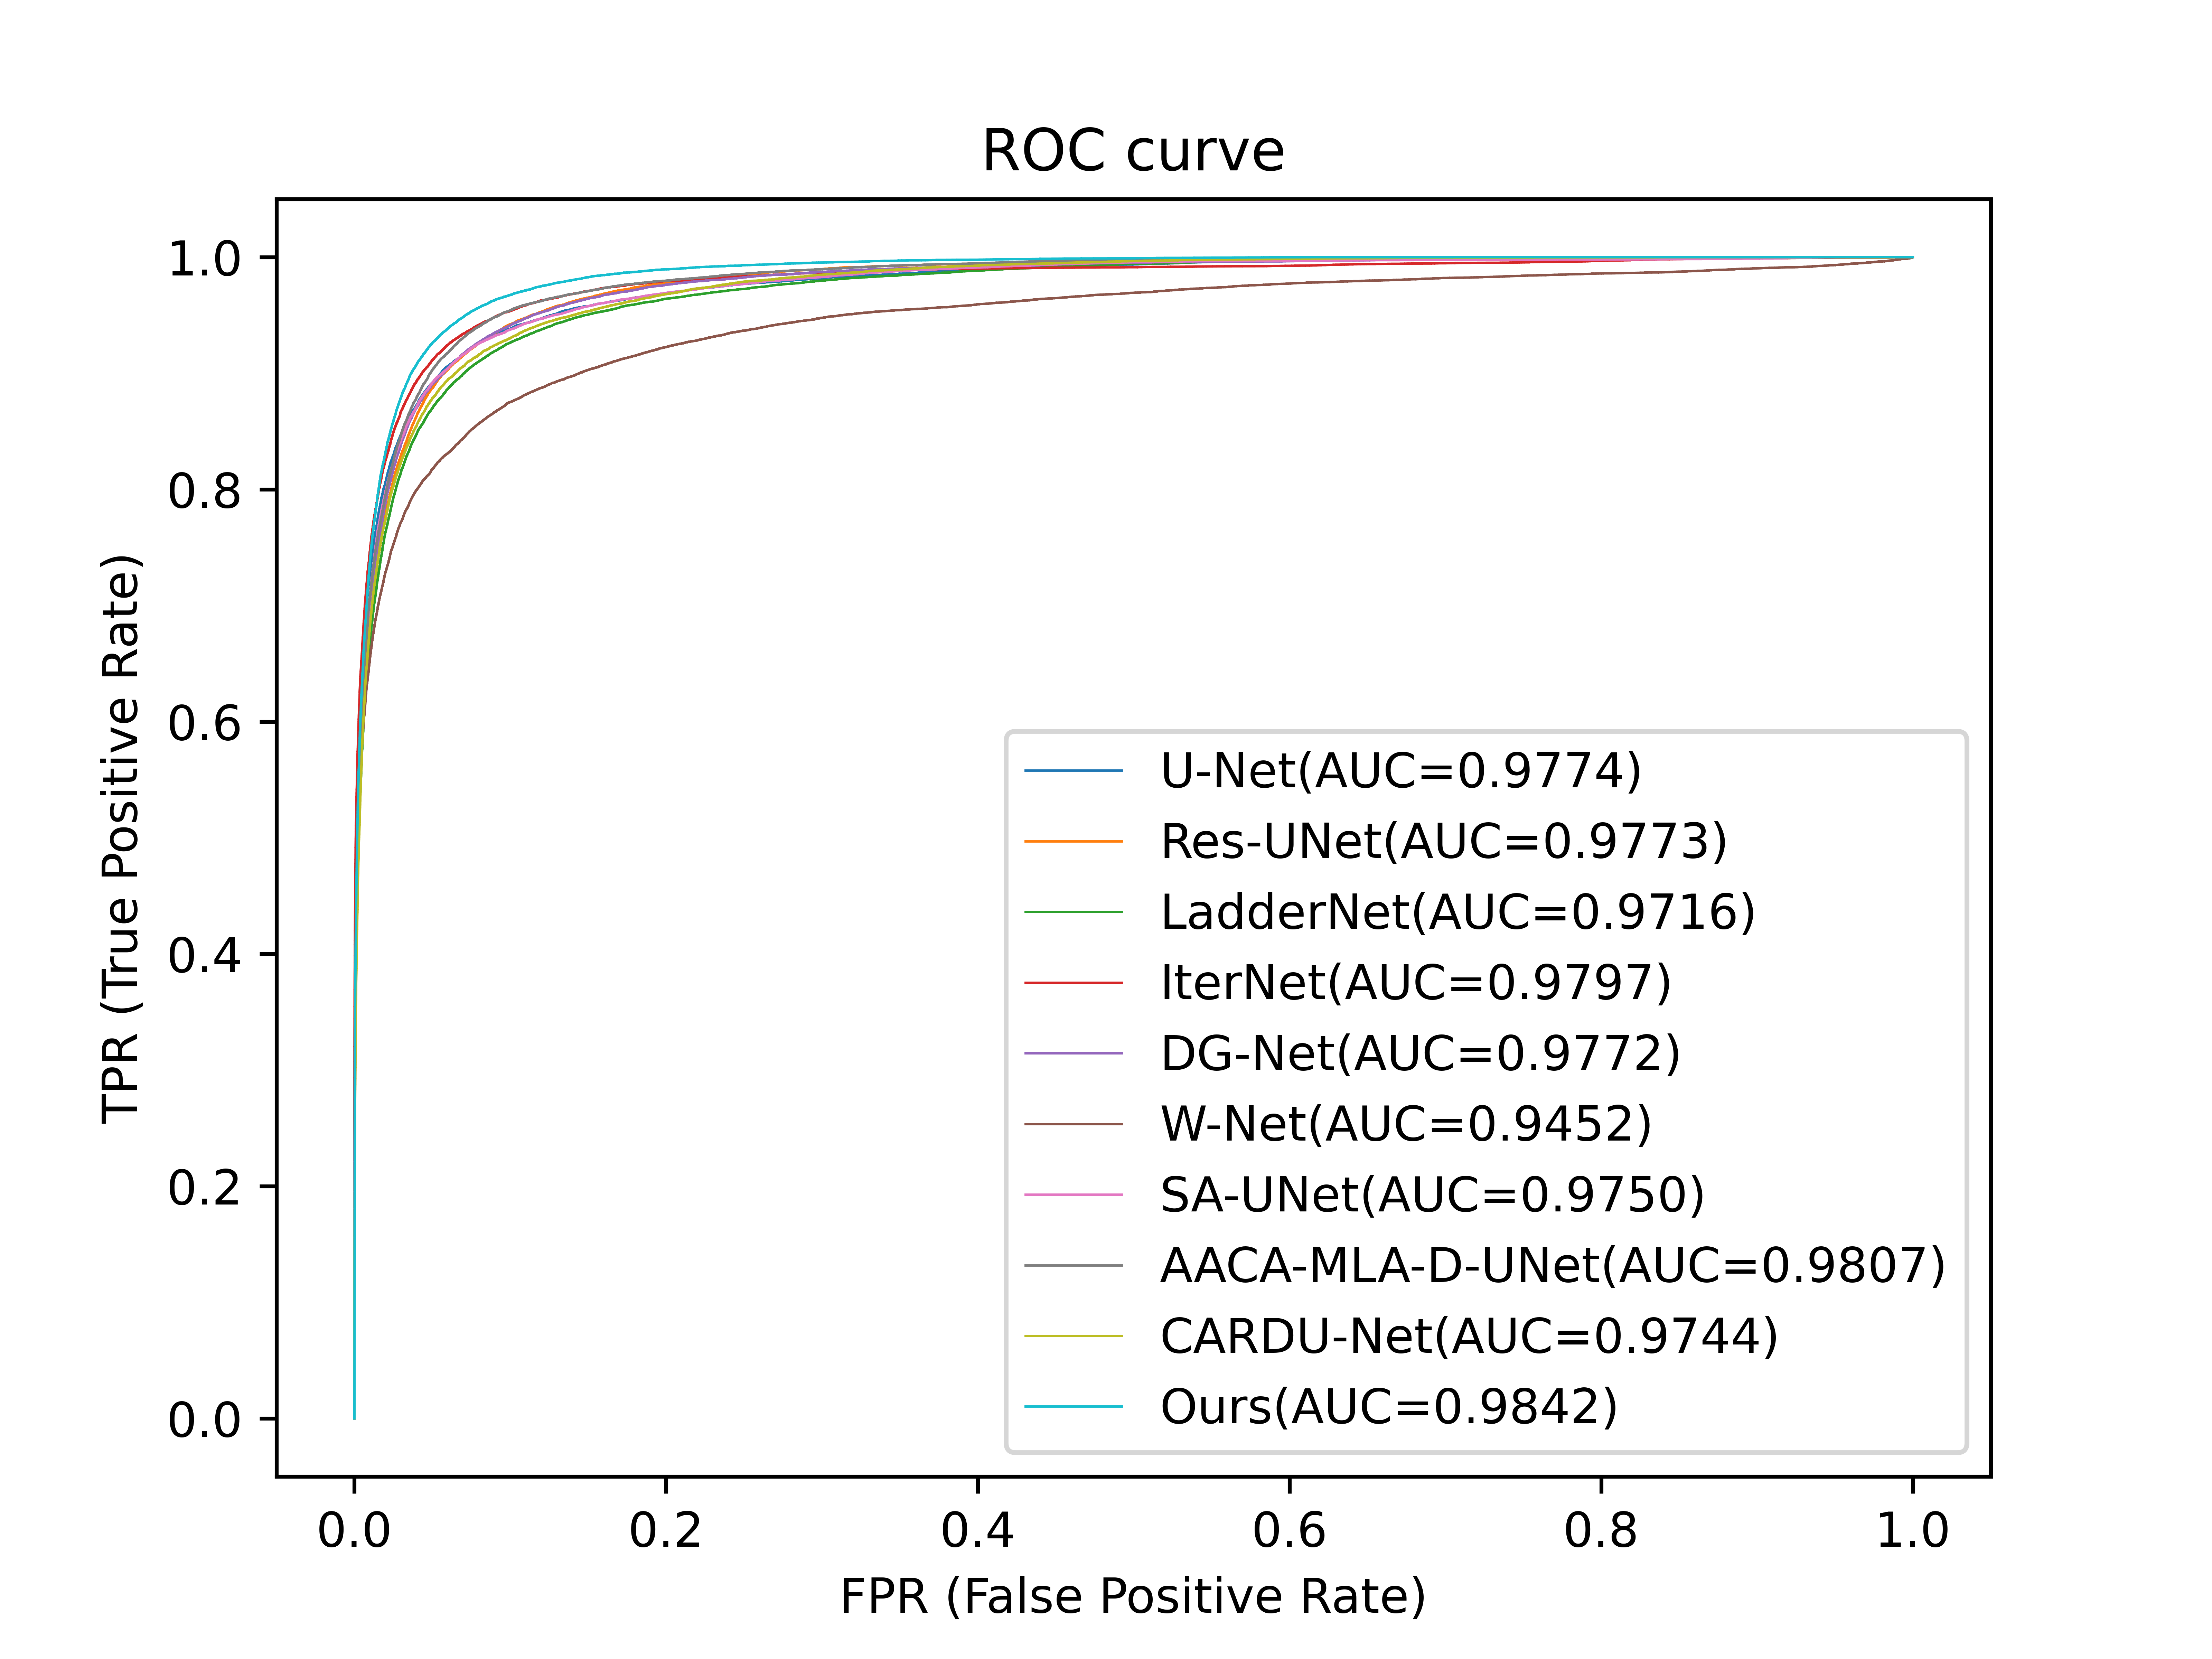 ROC curve
1.0
0.8
0.6
0.4
0.2
0.0
TPR (True Positive Rate)
U-Net(AUC=0.9774)
Res-UNet(AUC=0.9773)
LadderNet(AUC=0.9716)
IterNet(AUC=0.9797)
DG-Net(AUC=0.9772)
W-Net(AUC=0.9452)
SA-UNet(AUC=0.9750)
AACA-MLA-D-UNet(AUC=0.9807)
CARDU-Net(AUC=0.9744)
Ours(AUC=0.9842)
0.0 0.2 0.4 0.6 0.8 1.0
FPR (False Positive Rate)